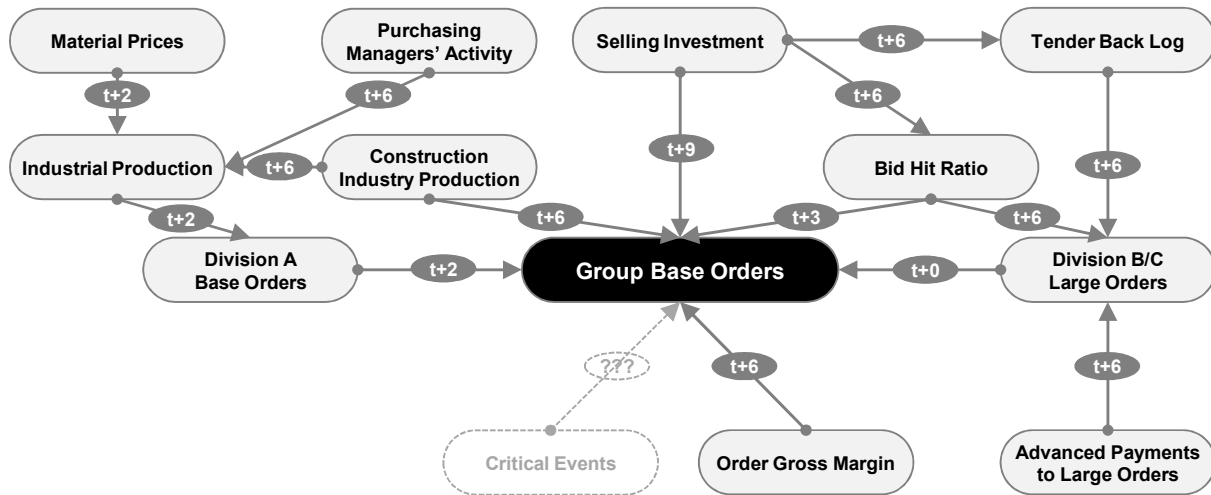 Material Prices
Purchasing
Managers' Activity
Selling Investment
t+6
Tender Back Log
t+2
t+6
t+6
Industrial Production
t+6
Construction
Industry Production
t+9
Bid Hit Ratio
t+6
t+2
t+6
t+3
t+6
Division A
Base Orders
t+2
Group Base Orders
t+0
Division B/C
Large Orders
???
t+6
t+6
Critical Events
Order Gross Margin
Advanced Payments
to Large Orders